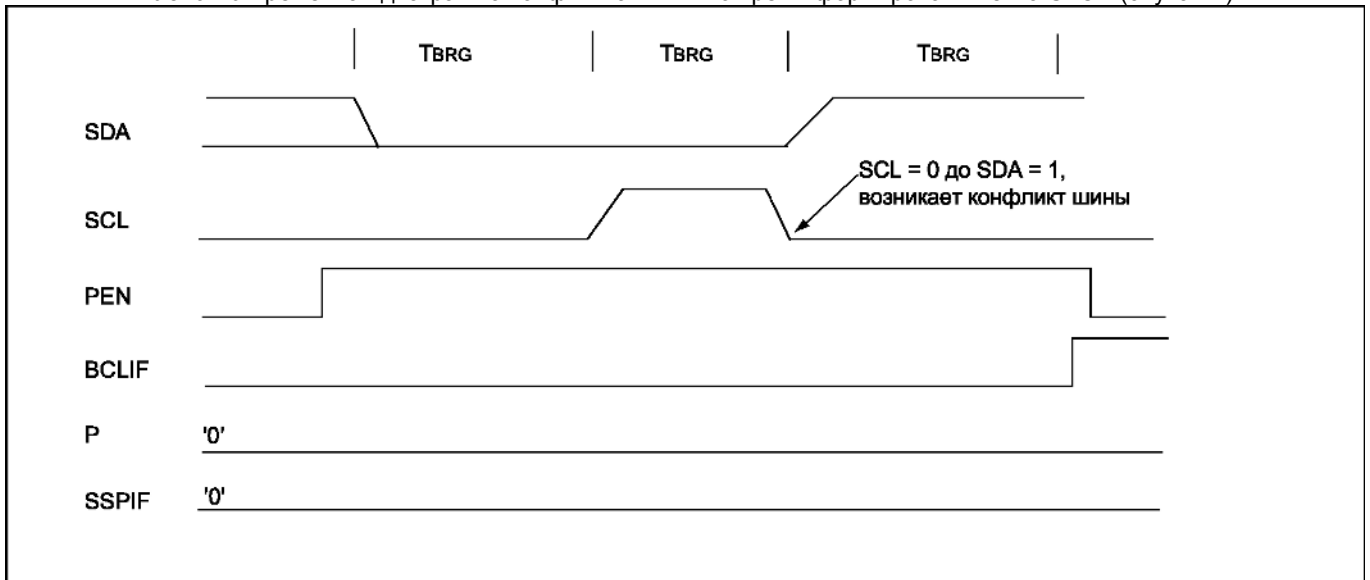 TBRG TBRG TBRG
SDA
SCL = 0 до SDA = 1,
возникает конфликт шины
SCL
PEN
BCLIF
P '0'
SSPIF '0'